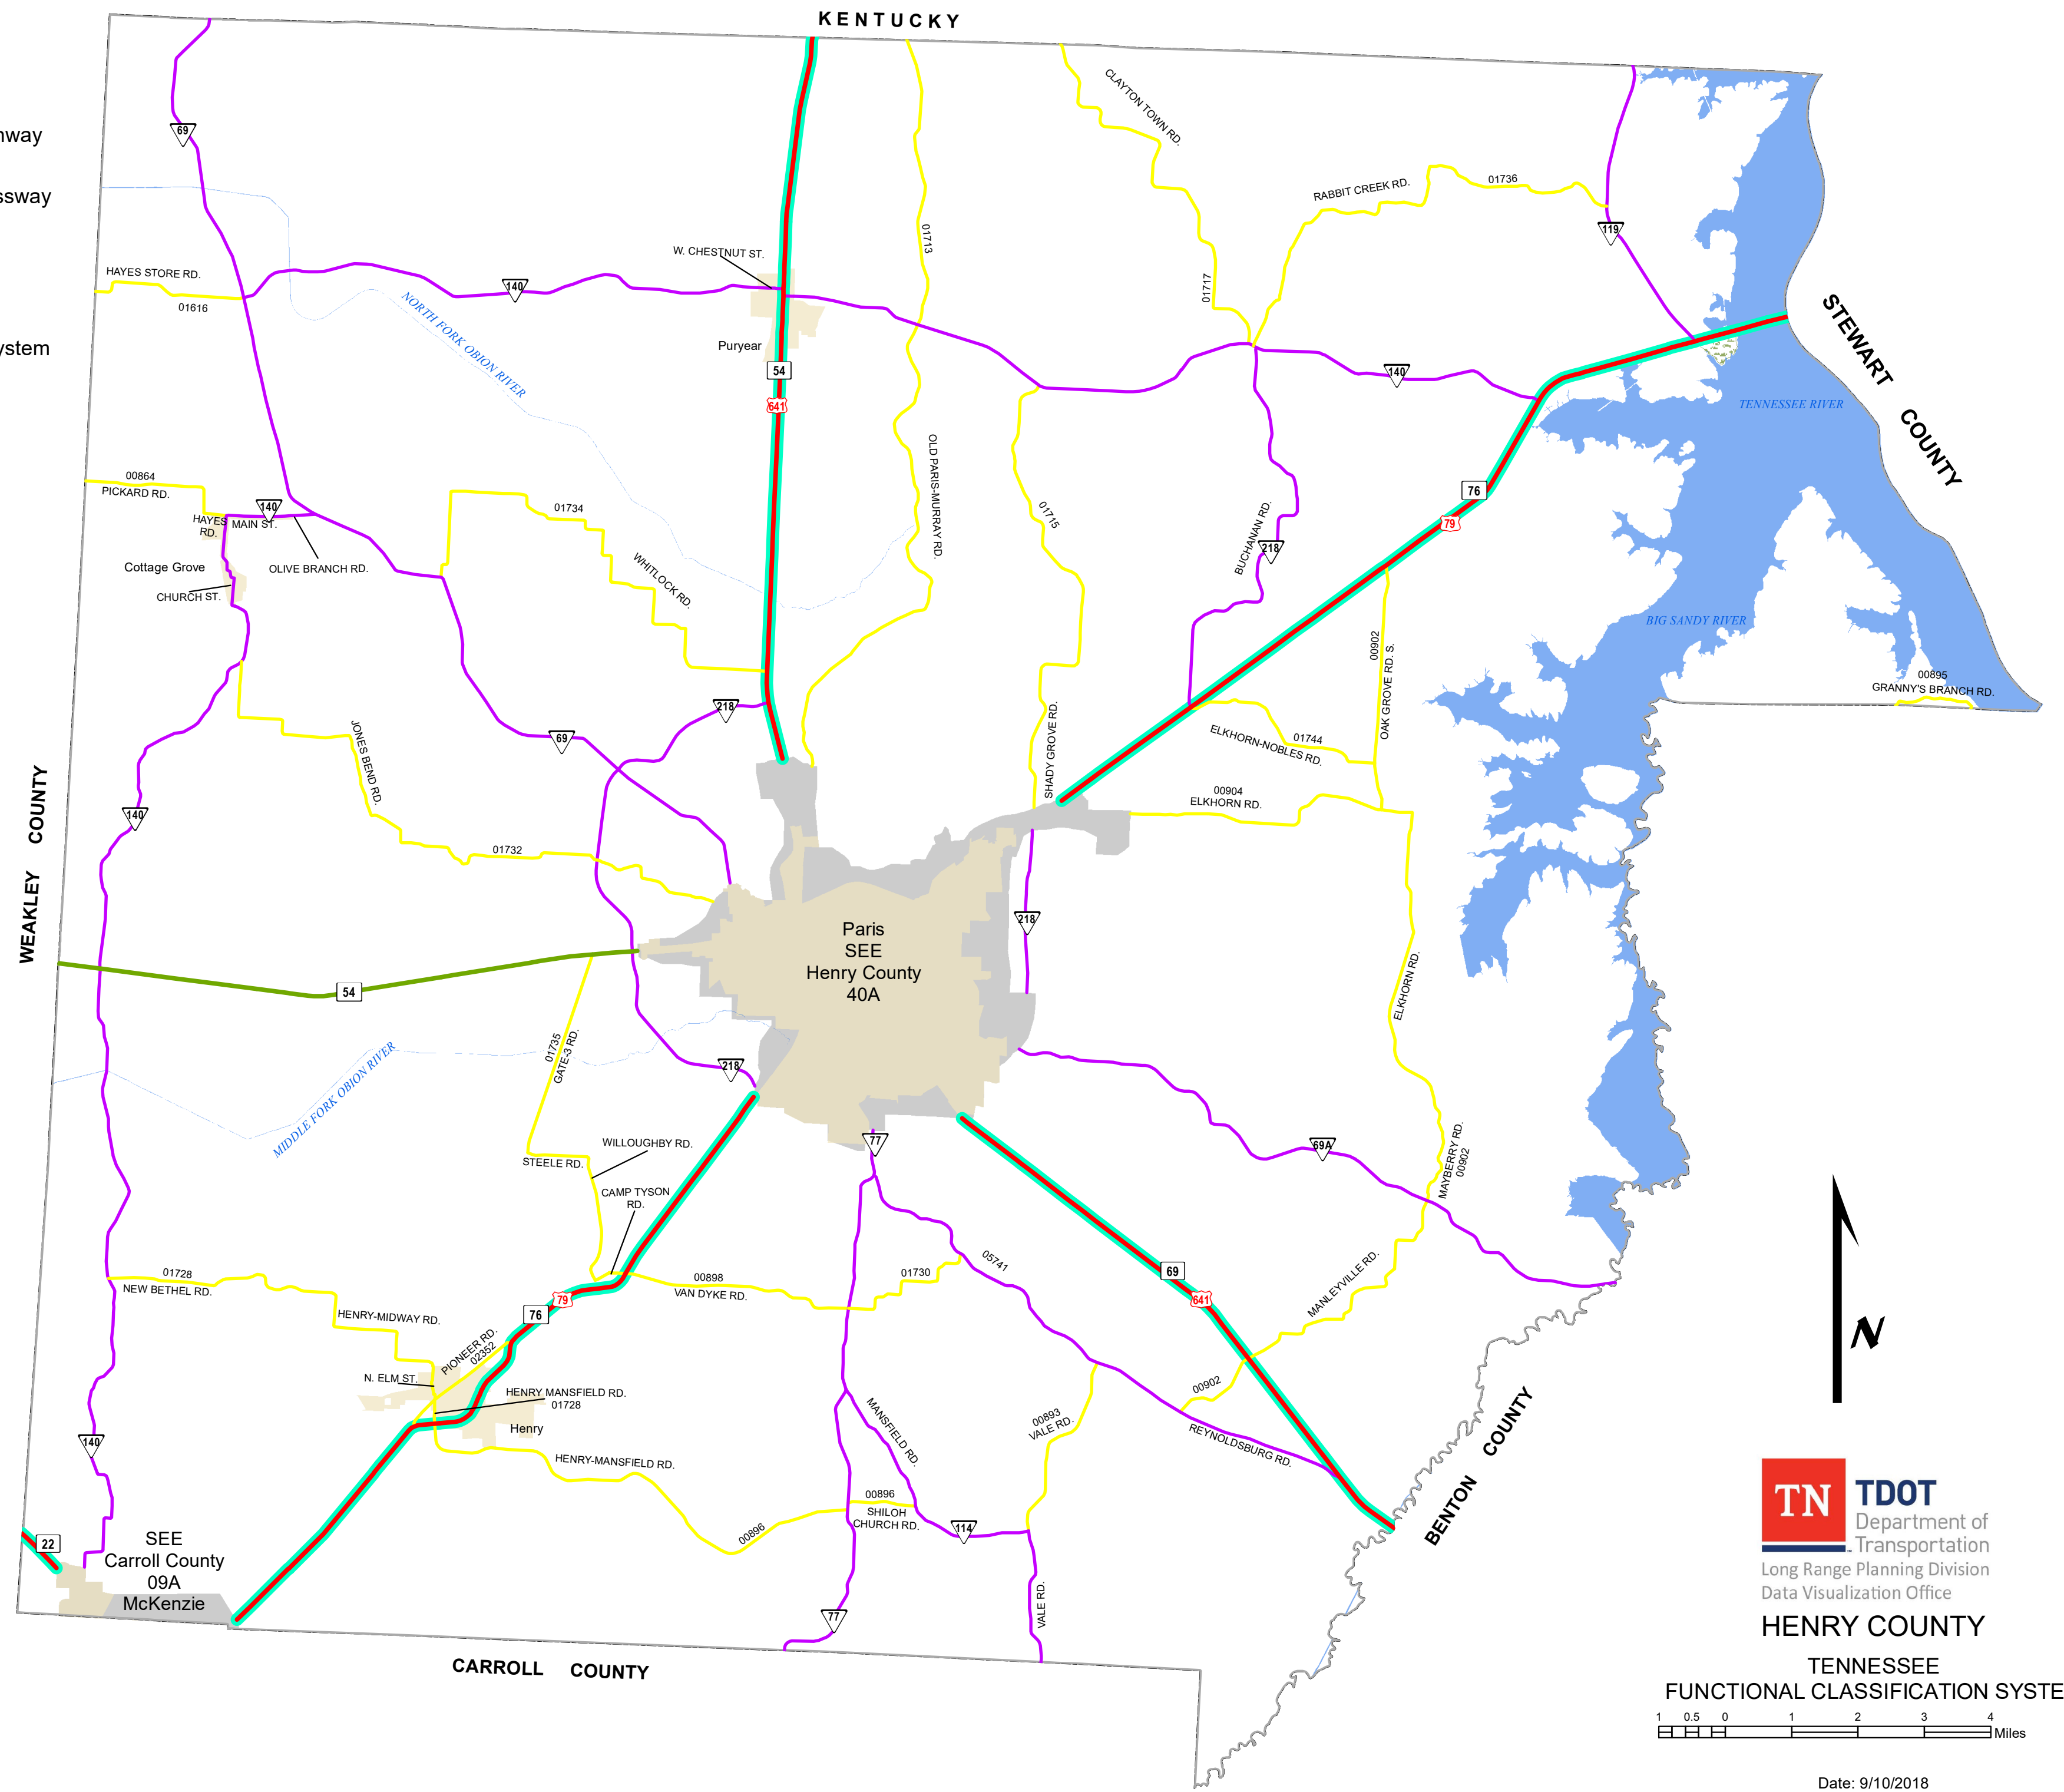 KENTUCKY
nway
ssway
ystem
69
CLAYTON TOWN RD.
RABBIT CREEK RD.
01736
01713
119
W. CHESTNUT ST.
HAYES STORE RD.
01616
140
01717
NORTH FORK OBION RIVER
Puryear
54
641
140
STEWART COUNTY
TENNESSEE RIVER
OLD PARIS-MURRAY RD.
00864
PICKARD RD.
140
HAYES
RD.
MAIN ST.
OLIVE BRANCH RD.
Cottage Grove
CHURCH ST.
01734
WHITLOCK RD.
01715
BUCHANAN RD.
218
76
79
00902
OAK GROVE RD. S.
BIG SANDY RIVER
00895
GRANNY'S BRANCH RD.
JONES BEND RD.
69
218
SHADY GROVE RD.
ELKHORN-NOBLES RD.
01744
00904
ELKHORN RD.
WEAKLEY COUNTY
140
01732
218
Paris
SEE
Henry County
40A
54
ELKHORN RD.
01735
GATE-3 RD.
MIDDLE FORK OBION RIVER
218
WILLOUGHBY RD.
STEELE RD.
CAMP TYSON
RD.
77
69A
MAYBERRY RD.
00902
01728
NEW BETHEL RD.
HENRY-MIDWAY RD.
79
76
00898
VAN DYKE RD.
01730
05741
69
641
MANLEYVILLE RD.
PIONEER RD.
02352
N. ELM ST.
HENRY MANSFIELD RD.
01728
Henry
HENRY-MANSFIELD RD.
MANSFIELD RD.
00893
VALE RD.
00902
REYNOLDSBURG RD.
BENTON COUNTY
140
00896
00896
SHILOH
CHURCH RD.
114
22
SEE
Carroll County
09A
McKenzie
77
VALE RD.
CARROLL COUNTY
N
TN
TDOT
Department of
Transportation
Long Range Planning Division
Data Visualization Office
HENRY COUNTY
TENNESSEE
FUNCTIONAL CLASSIFICATION SYSTE
1 0.5 0 1 2 3 4
Miles
Date: 9/10/2018